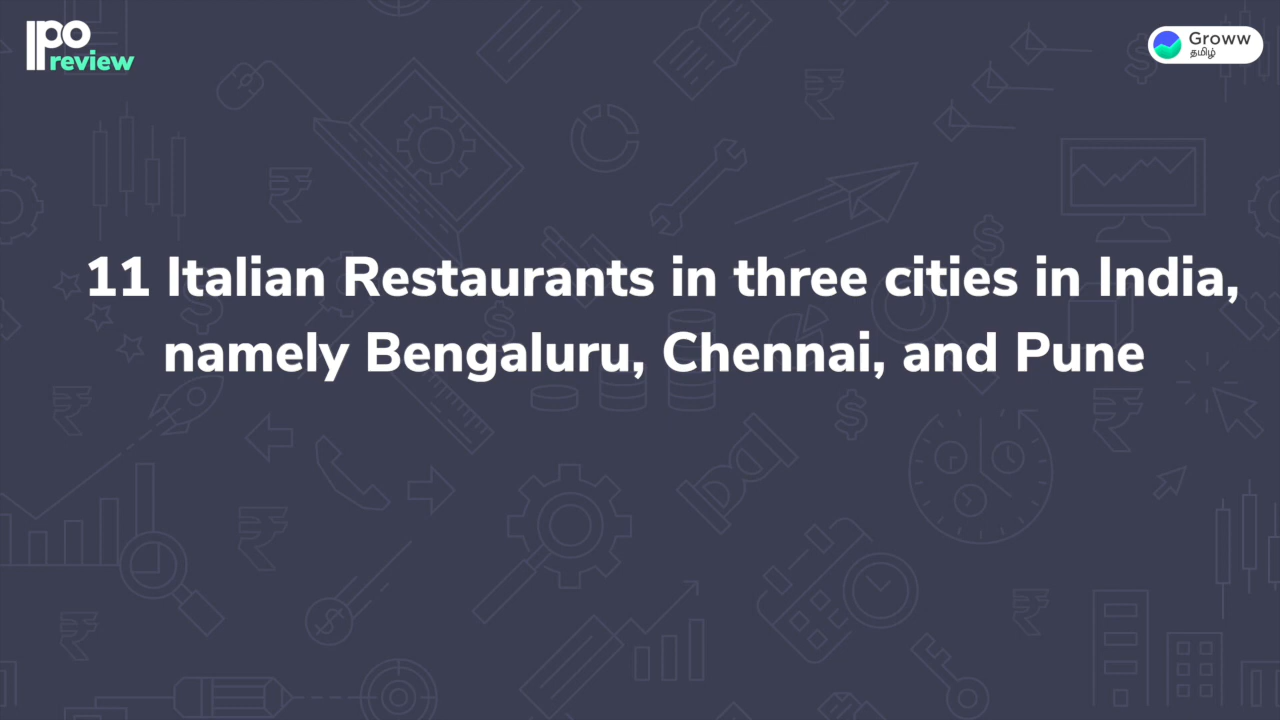 IPO
review
Groww
தமிழ்
11 Italian Restaurants in three cities in India,
namely Bengaluru, Chennai, and Pune